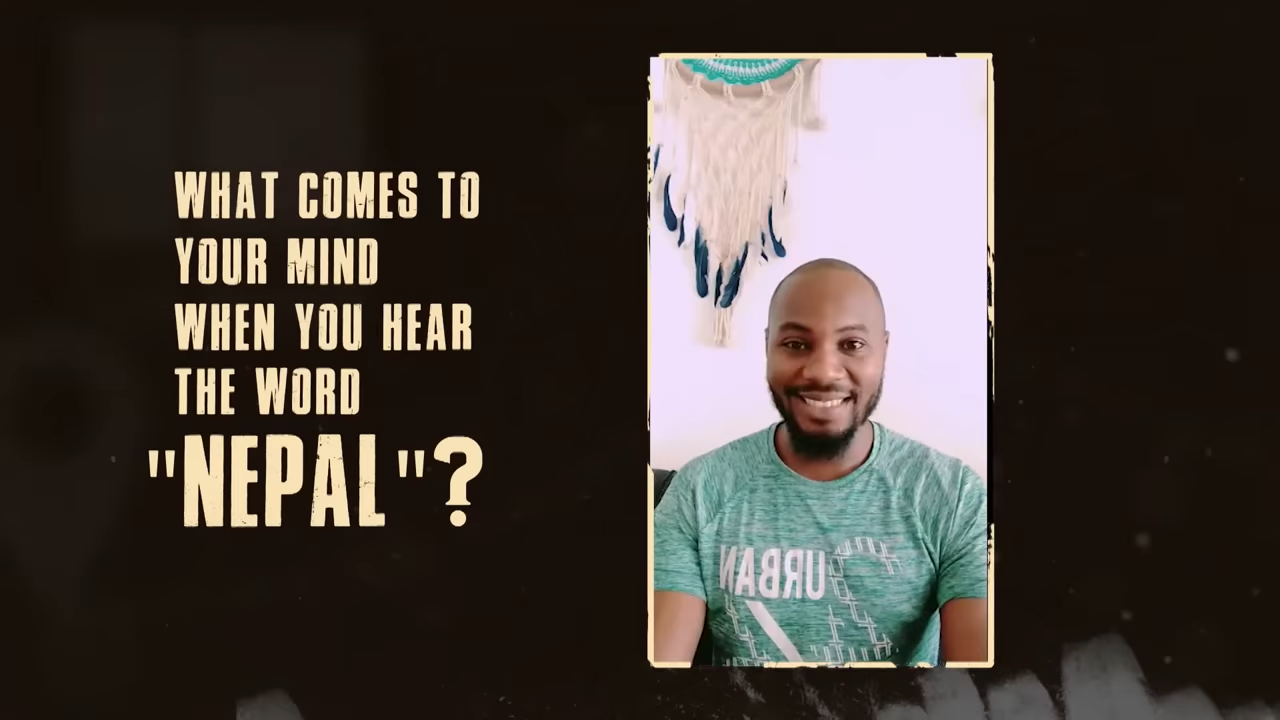 WHAT COMES TO
YOUR MIND
WHEN YOU HEAR
THE WORD
"NEPAL"?
URBAN